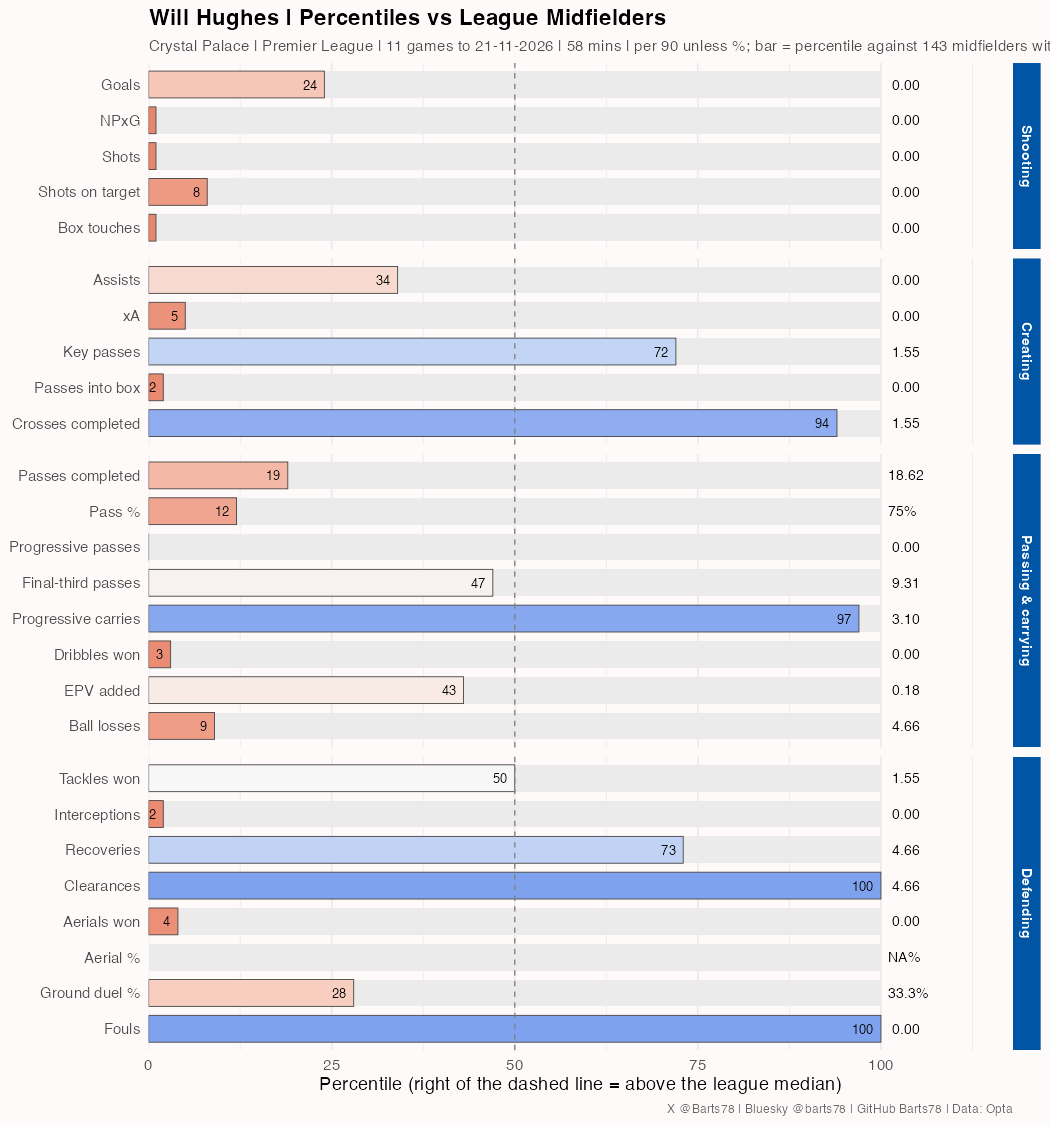 Will Hughes | Percentiles vs League Midfielders
Crystal Palace | Premier League | 11 games to 21-11-2026 | 58 mins | per 90 unless %; bar = percentile against 143 midfielders wit
Goals 24 0.00
NPxG 0.00
Shots 0.00
Shots on target 8 0.00
Box touches 0.00
Shooting
Assists 34 0.00
xA 5 0.00
Key passes 72 1.55
Passes into box 2 0.00
Crosses completed 94 1.55
Creating
Passes completed 19 18.62
Pass % 12 75%
Progressive passes 0.00
Final-third passes 47 9.31
Progressive carries 97 3.10
Dribbles won 3 0.00
EPV added 43 0.18
Ball losses 9 4.66
Passing & carrying
Tackles won 50 1.55
Interceptions 2 0.00
Recoveries 73 4.66
Clearances 100 4.66
Aerials won 4 0.00
Aerial % NA%
Ground duel % 28 33.3%
Fouls 100 0.00
Defending
0 25 50 75 100
Percentile (right of the dashed line = above the league median)
X @Barts78 | Bluesky @barts78 | GitHub Barts78 | Data: Opta